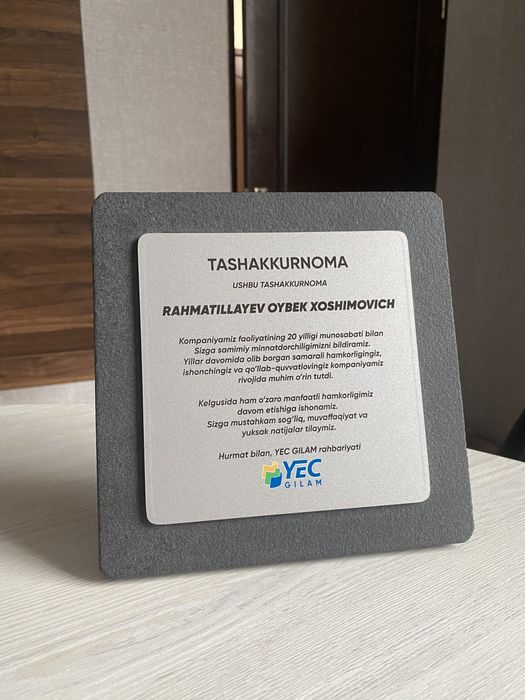 TASHAKKURNOMA
USHBU TASHAKKURNOMA
RAHMATILLAYEV OYBEK XOSHIMOVICH
Kompaniyamiz faoliyatining 20 yilligi munosabati bilan
Sizga samimiy minnatdorchiligimizni bildiramiz.
Yillar davomida olib borgan samarali hamkorligingiz,
ishonchingiz va qo'llab-quvvatlovingiz kompaniyamiz
rivojida muhim o'rin tutdi.
Kelgusida ham o'zaro manfaatli hamkorligimiz
davom etishiga ishonamiz.
Sizga mustahkam sog'liq, muvaffaqiyat va
yuksak natijalar tilaymiz.
Hurmat bilan, YEC GILAM rahbariyati
YEC
GILAM